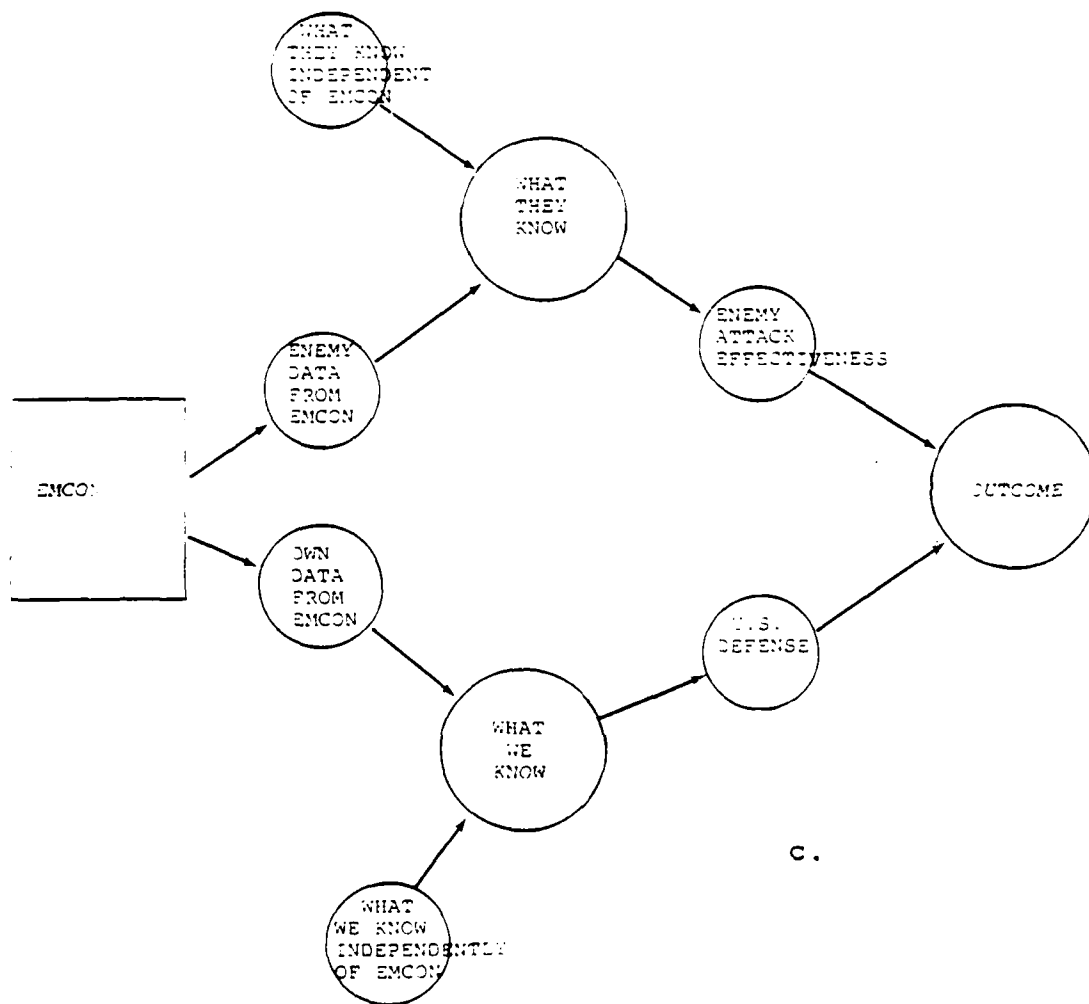 WHAT
THEY KNOW
INDEPENDENT
OF EMCON
WHAT
THEY
KNOW
ENEMY
ATTACK
EFFECTIVENESS
ENEMY
DATA
FROM
EMCON
EMCON
OUTCOME
OWN
DATA
FROM
EMCON
U.S.
DEFENSE
WHAT
WE
KNOW
c.
WHAT
WE KNOW
INDEPENDENTLY
OF EMCON